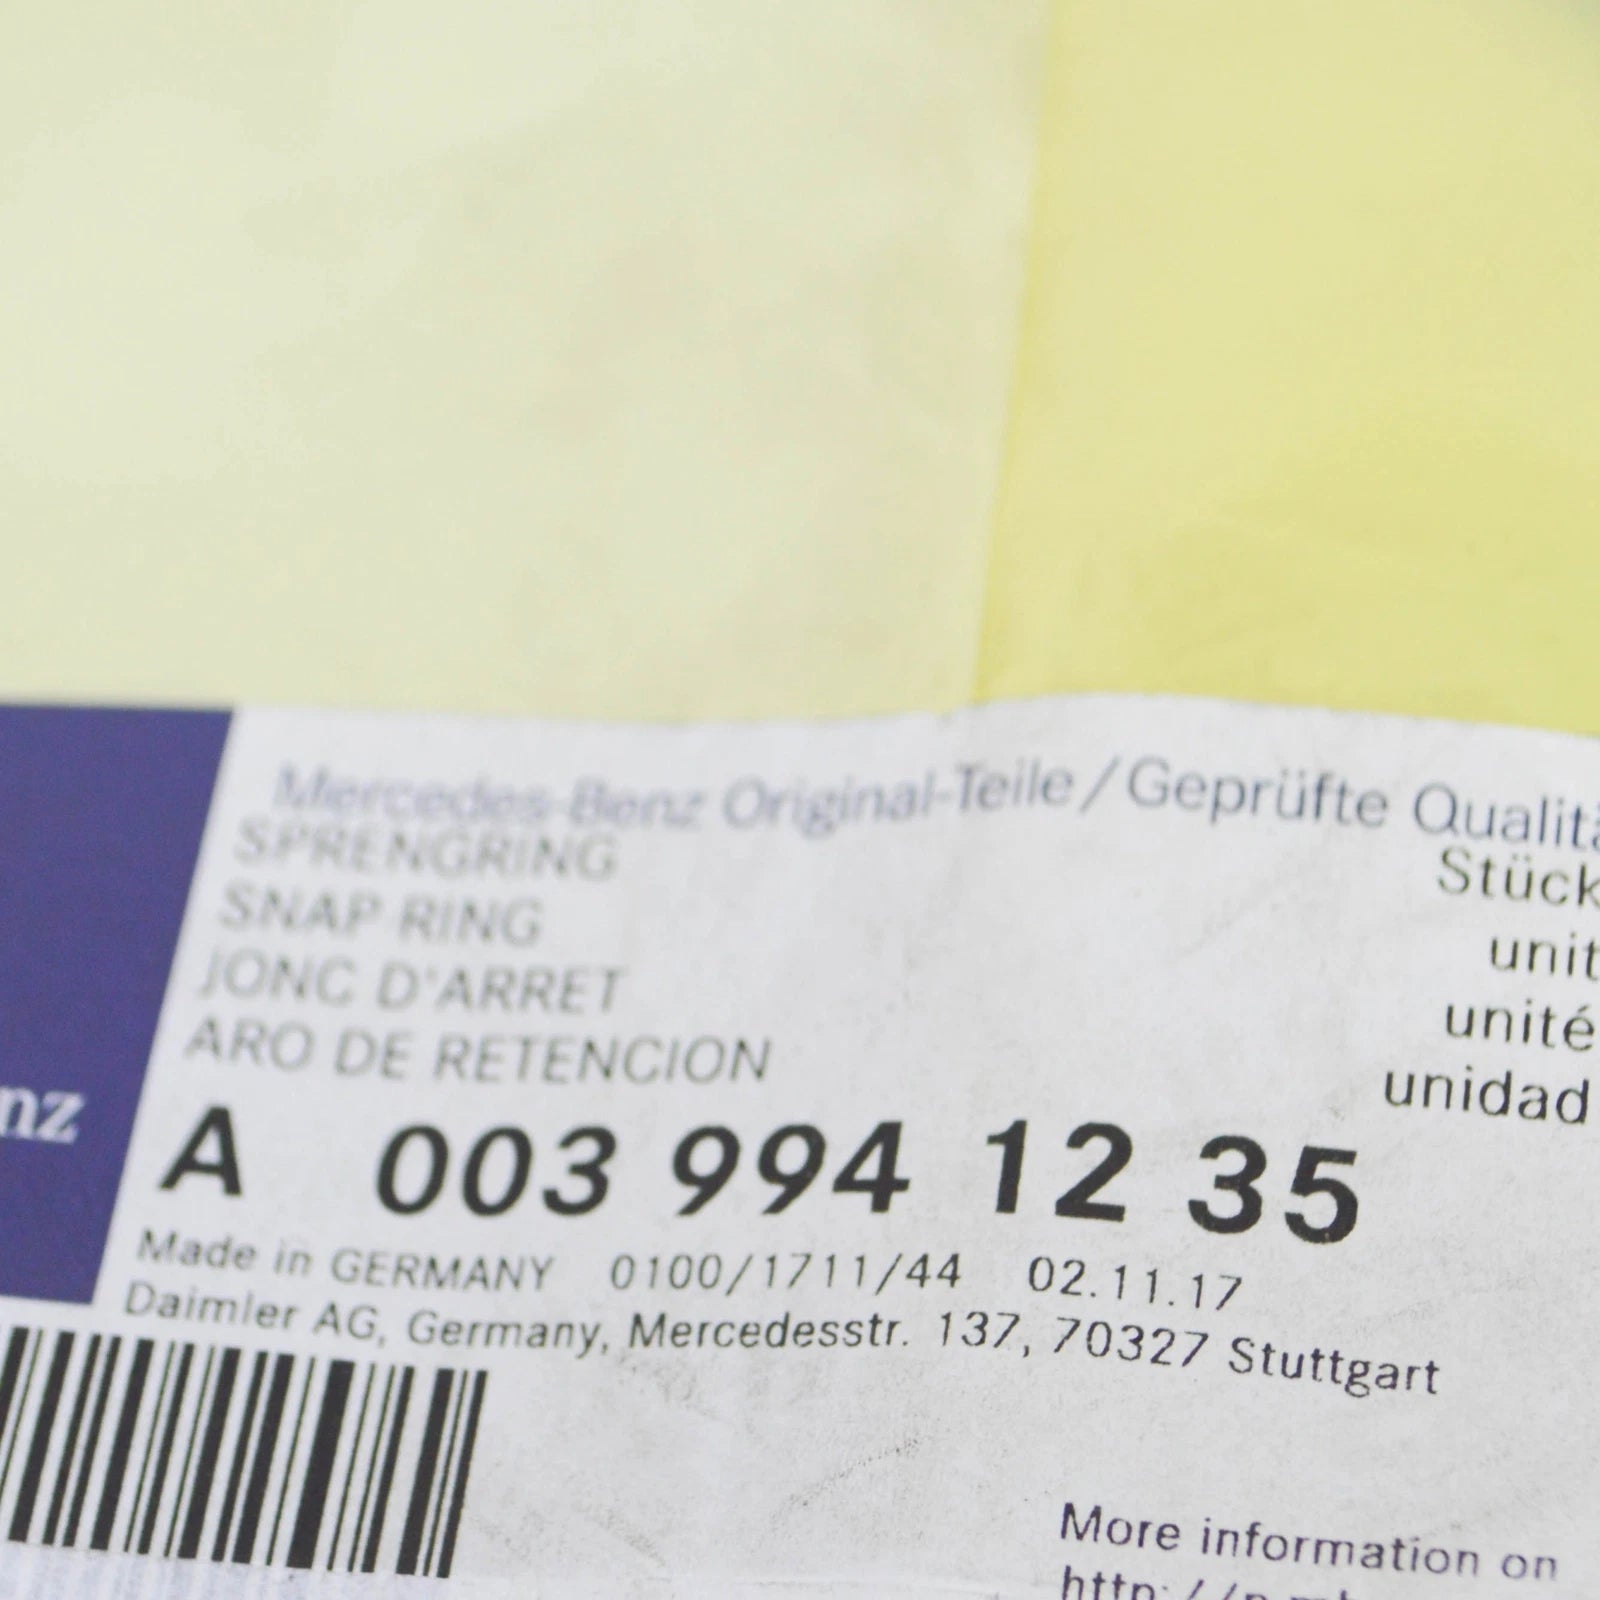 Mercedes-Benz Original-Teile/Geprüfte Qualitä
SPRENGRING
SNAP RING
JONC D'ARRET
ARO DE RETENCION
Stück
unit
unité
unidad
nz
A 003 994 12 35
Made in GERMANY 0100/1711/44 02.11.17
Daimler AG, Germany, Mercedesstr. 137, 70327 Stuttgart
More information on